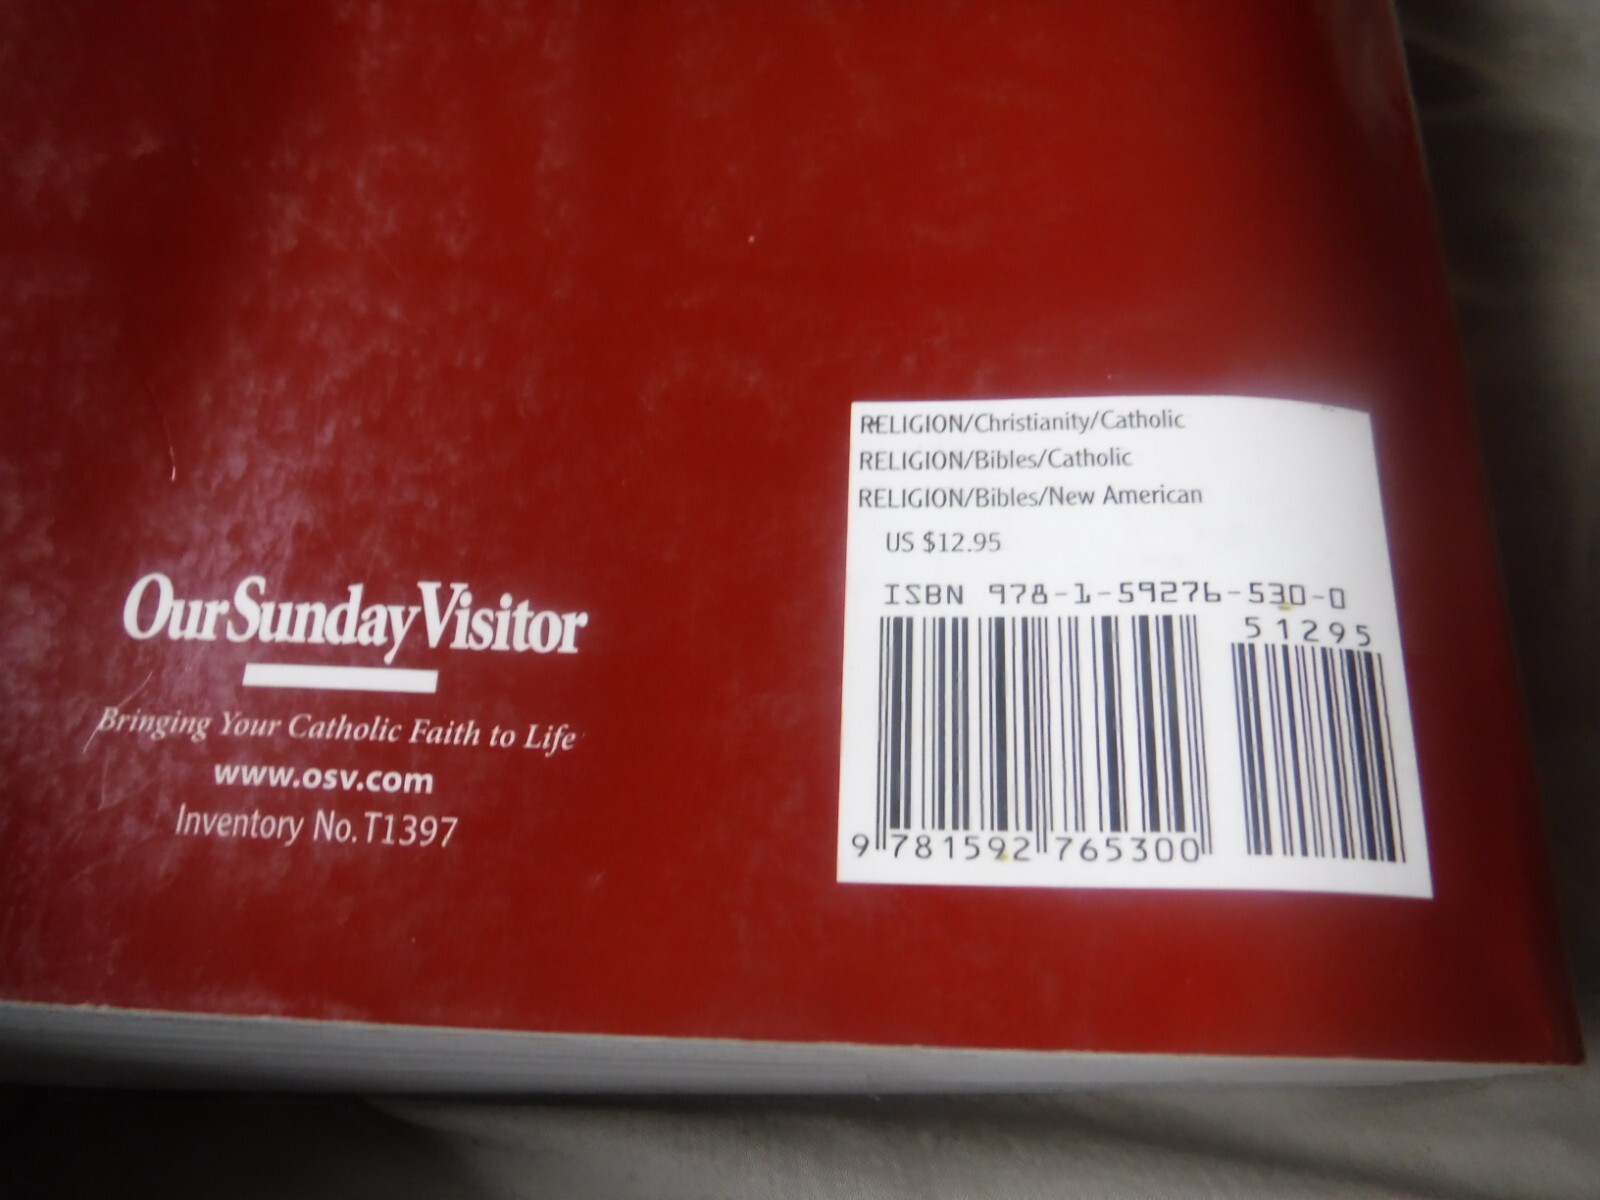 RELIGION/Christianity/Catholic
RELIGION/Bibles/Catholic
RELIGION/Bibles/New American
US $12.95
ISBN 978-1-59276-530-0
51295
9 781592 765300
OurSundayVisitor
Bringing Your Catholic Faith to Life
www.osv.com
Inventory No. T1397